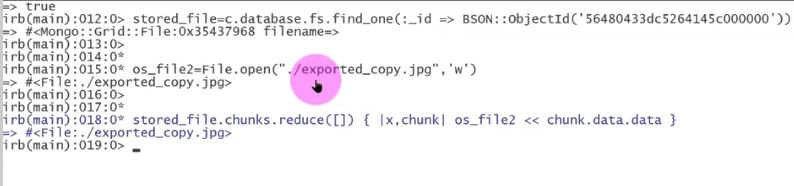 => true
irb(main):012:0> stored_file=c.database.fs.find_one(:_id => BSON::ObjectId('56480433dc5264145c000000'))
=> #<Mongo::Grid::File:0x35437968 filename=>
irb(main):013:0>
irb(main):014:0*
irb(main):015:0* os_file2=File.open("./exported_copy.jpg",'w')
=> #<File:./exported_copy.jpg>
irb(main):016:0>
irb(main):017:0*
irb(main):018:0* stored_file.chunks.reduce([]) { |x,chunk| os_file2 << chunk.data.data }
=> #<File:./exported_copy.jpg>
irb(main):019:0> _